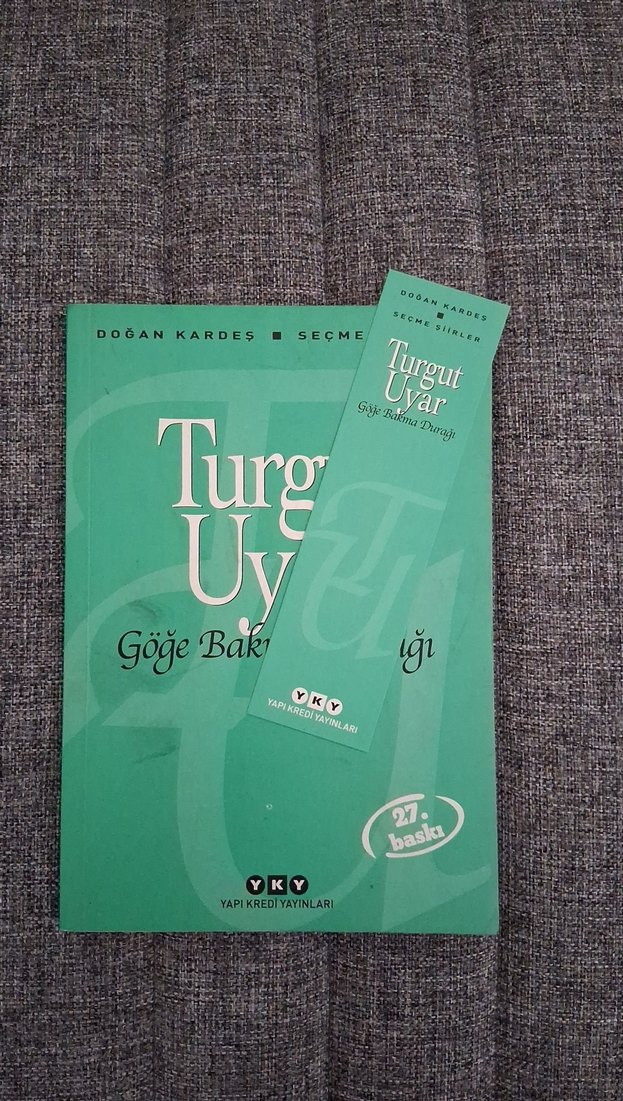 DOĞAN KARDEŞ ■ SEÇME
Turg
Uy
Göğe Bak
ağı
27.
baskı
YKY
YAPI KREDİ YAYINLARI
DOĞAN KARDEŞ
■
SEÇME ŞİİRLER
Turgut
Uyar
Göğe Bakma Durağı
TU
YKY
YAPI KREDİ YAYINLARI